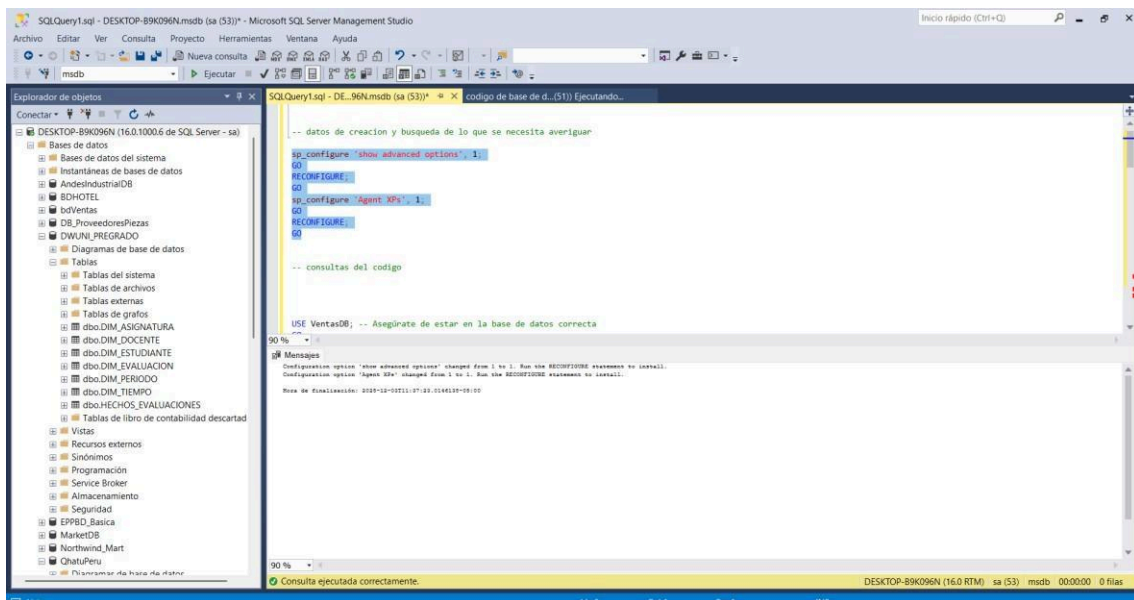 SQLQuery1.sql - DESKTOP-B9K096N.msdb (sa (53))* - Microsoft SQL Server Management Studio
Inicio rápido (Ctrl+Q)
Archivo Editar Ver Consulta Proyecto Herramientas Ventana Ayuda
Nueva consulta
msdb
Ejecutar
Explorador de objetos
Conectar
DESKTOP-B9K096N (16.0.1000.6 de SQL Server - sa)
Bases de datos
Bases de datos del sistema
Instantáneas de bases de datos
AndesIndustrialDB
BDHOTEL
bdVentas
DB_ProveedoresPiezas
DWUNI_PREGRADO
Diagramas de base de datos
Tablas
Tablas del sistema
Tablas de archivos
Tablas externas
Tablas de grafos
dbo.DIM_ASIGNATURA
dbo.DIM_DOCENTE
dbo.DIM_ESTUDIANTE
dbo.DIM_EVALUACION
dbo.DIM_PERIODO
dbo.DIM_TIEMPO
dbo.HECHOS_EVALUACIONES
Tablas de libro de contabilidad descartad
Vistas
Recursos externos
Sinónimos
Programación
Service Broker
Almacenamiento
Seguridad
EPPBD_Basica
MarketDB
Northwind_Mart
QhatuPeru
Diagramas de base de datos
SQLQuery1.sql - DE...96N.msdb (sa (53))*
codigo de base de d...(51)) Ejecutando...
-- datos de creacion y busqueda de lo que se necesita averiguar
sp_configure 'show advanced options', 1;
GO
RECONFIGURE;
GO
sp_configure 'Agent XPs', 1;
GO
RECONFIGURE;
GO
-- consultas del codigo
USE VentasDB; -- Asegúrate de estar en la base de datos correcta
90 %
Mensajes
Configuration option 'show advanced options' changed from 1 to 1. Run the RECONFIGURE statement to install.
Configuration option 'Agent XPs' changed from 1 to 1. Run the RECONFIGURE statement to install.
90 %
Consulta ejecutada correctamente.
DESKTOP-B9K096N (16.0 RTM) sa (53) msdb 00:00:00 0 filas